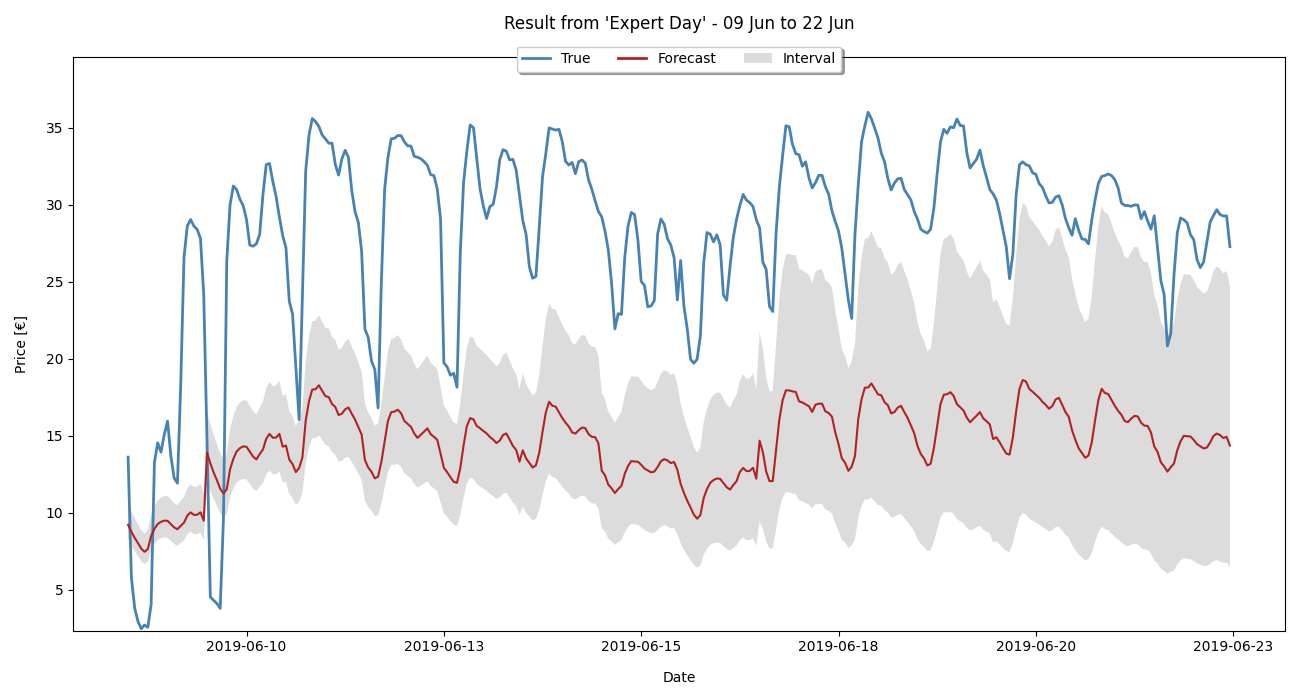 Result from 'Expert Day' - 09 Jun to 22 Jun
True Forecast Interval
Price [€]
35
30
25
20
15
10
5
2019-06-10 2019-06-13 2019-06-15 2019-06-18 2019-06-20 2019-06-23
Date